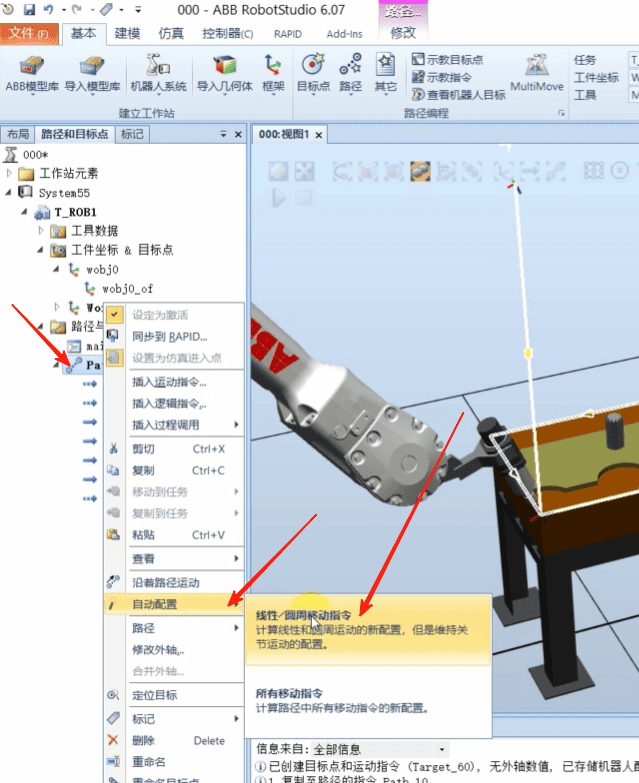 000 - ABB RobotStudio 6.07
路径...
文件(F) 基本 建模 仿真 控制器(C) RAPID Add-Ins 修改
ABB模型库 导入模型库 机器人系统 导入几何体 框架 目标点 路径 其它
示教目标点
示教指令
查看机器人目标
MultiMove
任务
工件坐标
工具
建立工作站 路径编程
布局 路径和目标点 标记
000:视图1
000*
工作站元素
System55
T_ROB1
工具数据
工件坐标 & 目标点
wobj0
wobj0_of
Wo
路径与
mai
Pa
设定为激活
同步到 RAPID...
设置为仿真进入点
插入运动指令...
插入逻辑指令...
插入过程调用
剪切 Ctrl+X
复制 Ctrl+C
移动到任务
复制到任务
粘贴 Ctrl+V
查看
沿着路径运动
自动配置
路径
修改外轴...
合并外轴...
定位目标
标记
删除 Delete
重命名
重命名目标点
线性/圆周移动指令
计算线性和圆周运动的新配置，但是维持关
节运动的配置。
所有移动指令
计算路径中所有移动指令的新配置。
ABB
信息来自: 全部信息
已创建目标点和运动指令 (Target_60)，无外轴数值，已存储机器人
1 复制至路径的指令 Path_10